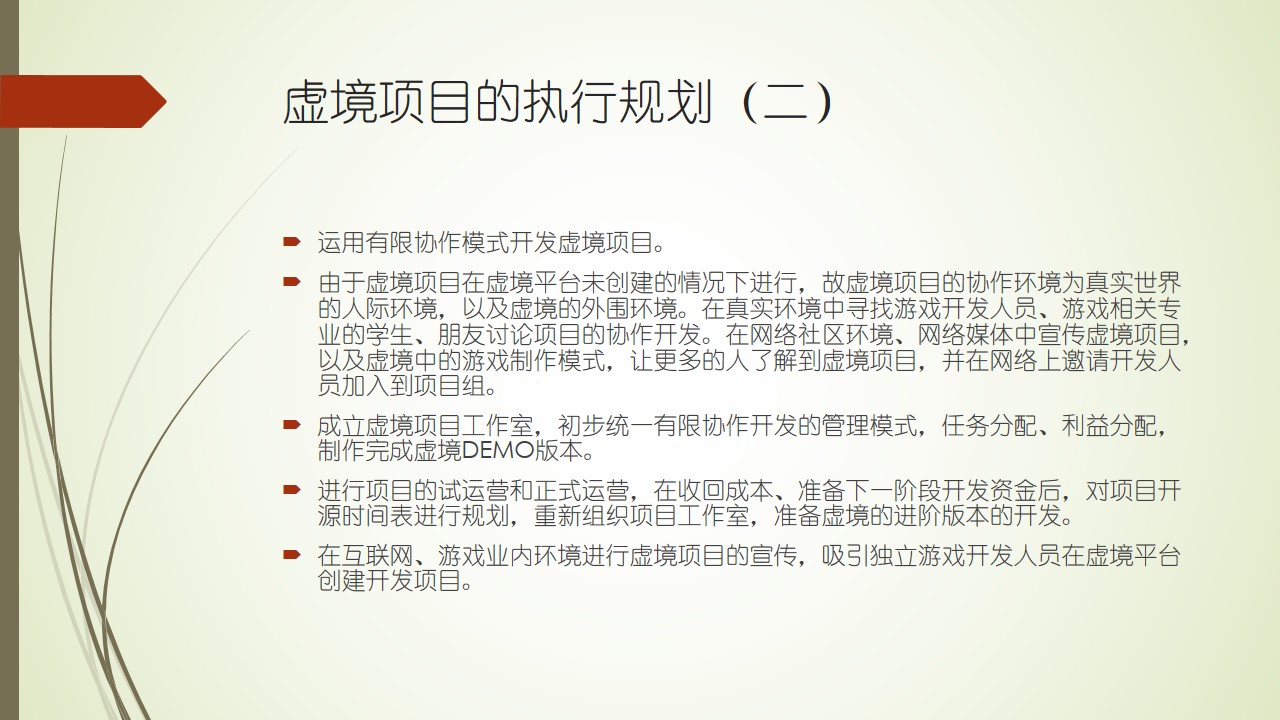 虚境项目的执行规划（二）
运用有限协作模式开发虚境项目。
由于虚境项目在虚境平台未创建的情况下进行，故虚境项目的协作环境为真实世界
的人际环境，以及虚境的外围环境。在真实环境中寻找游戏开发人员、游戏相关专
业的学生、朋友讨论项目的协作开发。在网络社区环境、网络媒体中宣传虚境项目，
以及虚境中的游戏制作模式，让更多的人了解到虚境项目，并在网络上邀请开发人
员加入到项目组。
成立虚境项目工作室，初步统一有限协作开发的管理模式，任务分配、利益分配，
制作完成虚境DEMO版本。
进行项目的试运营和正式运营，在收回成本、准备下一阶段开发资金后，对项目开
源时间表进行规划，重新组织项目工作室，准备虚境的进阶版本的开发。
在互联网、游戏业内环境进行虚境项目的宣传，吸引独立游戏开发人员在虚境平台
创建开发项目。